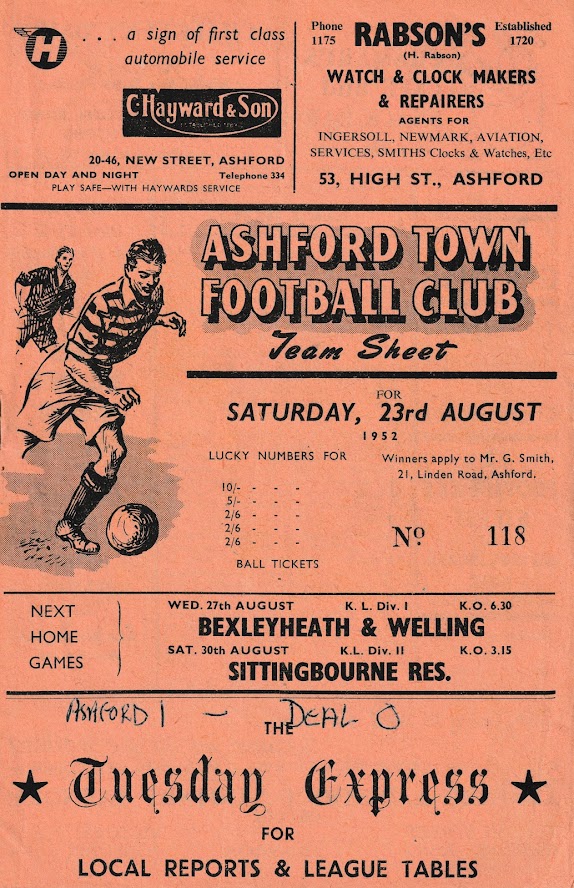 H ... a sign of first class
automobile service
C. Hayward & Son
20-46, NEW STREET, ASHFORD
OPEN DAY AND NIGHT Telephone 334
PLAY SAFE—WITH HAYWARDS SERVICE
Phone 1175 RABSON'S Established 1720
(H. Rabson)
WATCH & CLOCK MAKERS
& REPAIRERS
AGENTS FOR
INGERSOLL, NEWMARK, AVIATION,
SERVICES, SMITHS Clocks & Watches, Etc
53, HIGH ST., ASHFORD
ASHFORD TOWN
FOOTBALL CLUB
Team Sheet
FOR
SATURDAY, 23rd AUGUST
1952
LUCKY NUMBERS FOR
10/- - - -
5/- - - -
2/6 - - -
2/6 - - -
2/6 - - -
BALL TICKETS
Winners apply to Mr. G. Smith,
21, Linden Road, Ashford.
No 118
NEXT
HOME
GAMES
WED. 27th AUGUST K. L. Div. I K.O. 6.30
BEXLEYHEATH & WELLING
SAT. 30th AUGUST K.L. Div. II K.O. 3.15
SITTINGBOURNE RES.
ASHFORD 1 - DEAL 0
THE
Tuesday Express
FOR
LOCAL REPORTS & LEAGUE TABLES